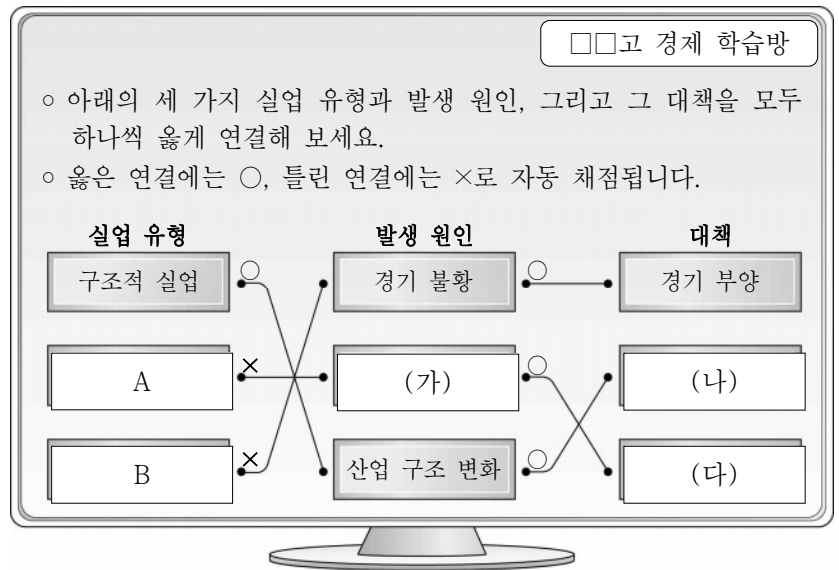 □□고 경제 학습방
○ 아래의 세 가지 실업 유형과 발생 원인, 그리고 그 대책을 모두
하나씩 옳게 연결해 보세요.
○ 옳은 연결에는 ○, 틀린 연결에는 ×로 자동 채점됩니다.
실업 유형 발생 원인 대책
구조적 실업 ○ 경기 불황 ○ 경기 부양
A × (가) ○ (나)
B × 산업 구조 변화 ○ (다)